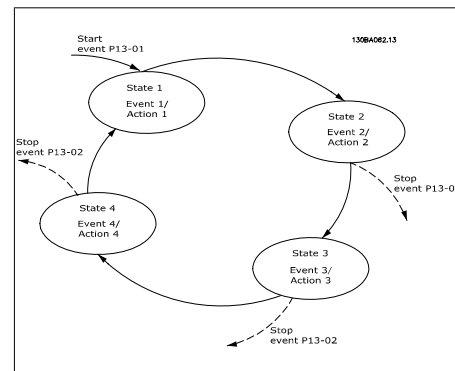 Start
event P13-01
130BA062.13
State 1
Event 1/
Action 1
State 2
Event 2/
Action 2
Stop
event P13-02
Stop
event P13-0
State 4
Event 4/
Action 4
State 3
Event 3/
Action 3
Stop
event P13-02